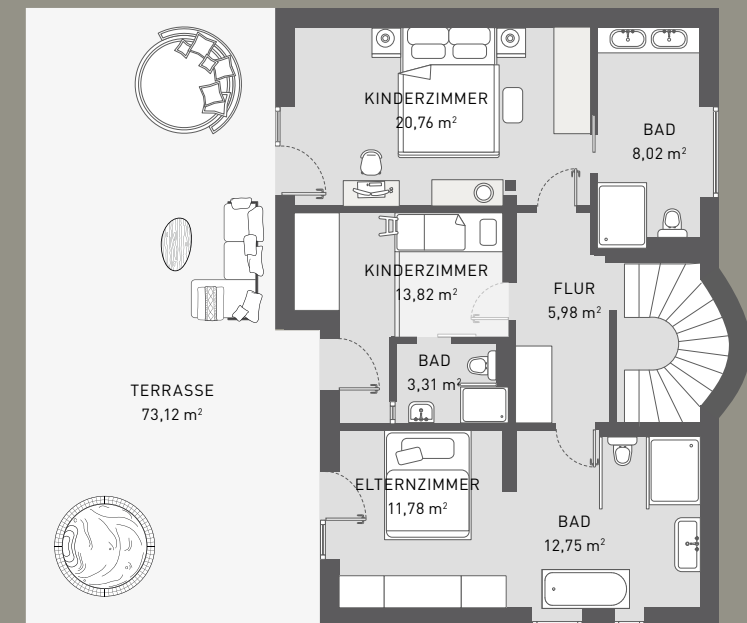 KINDERZIMMER
20,76 m²
BAD
8,02 m²
KINDERZIMMER
13,82 m²
FLUR
5,98 m²
BAD
3,31 m²
TERRASSE
73,12 m²
ELTERNZIMMER
11,78 m²
BAD
12,75 m²